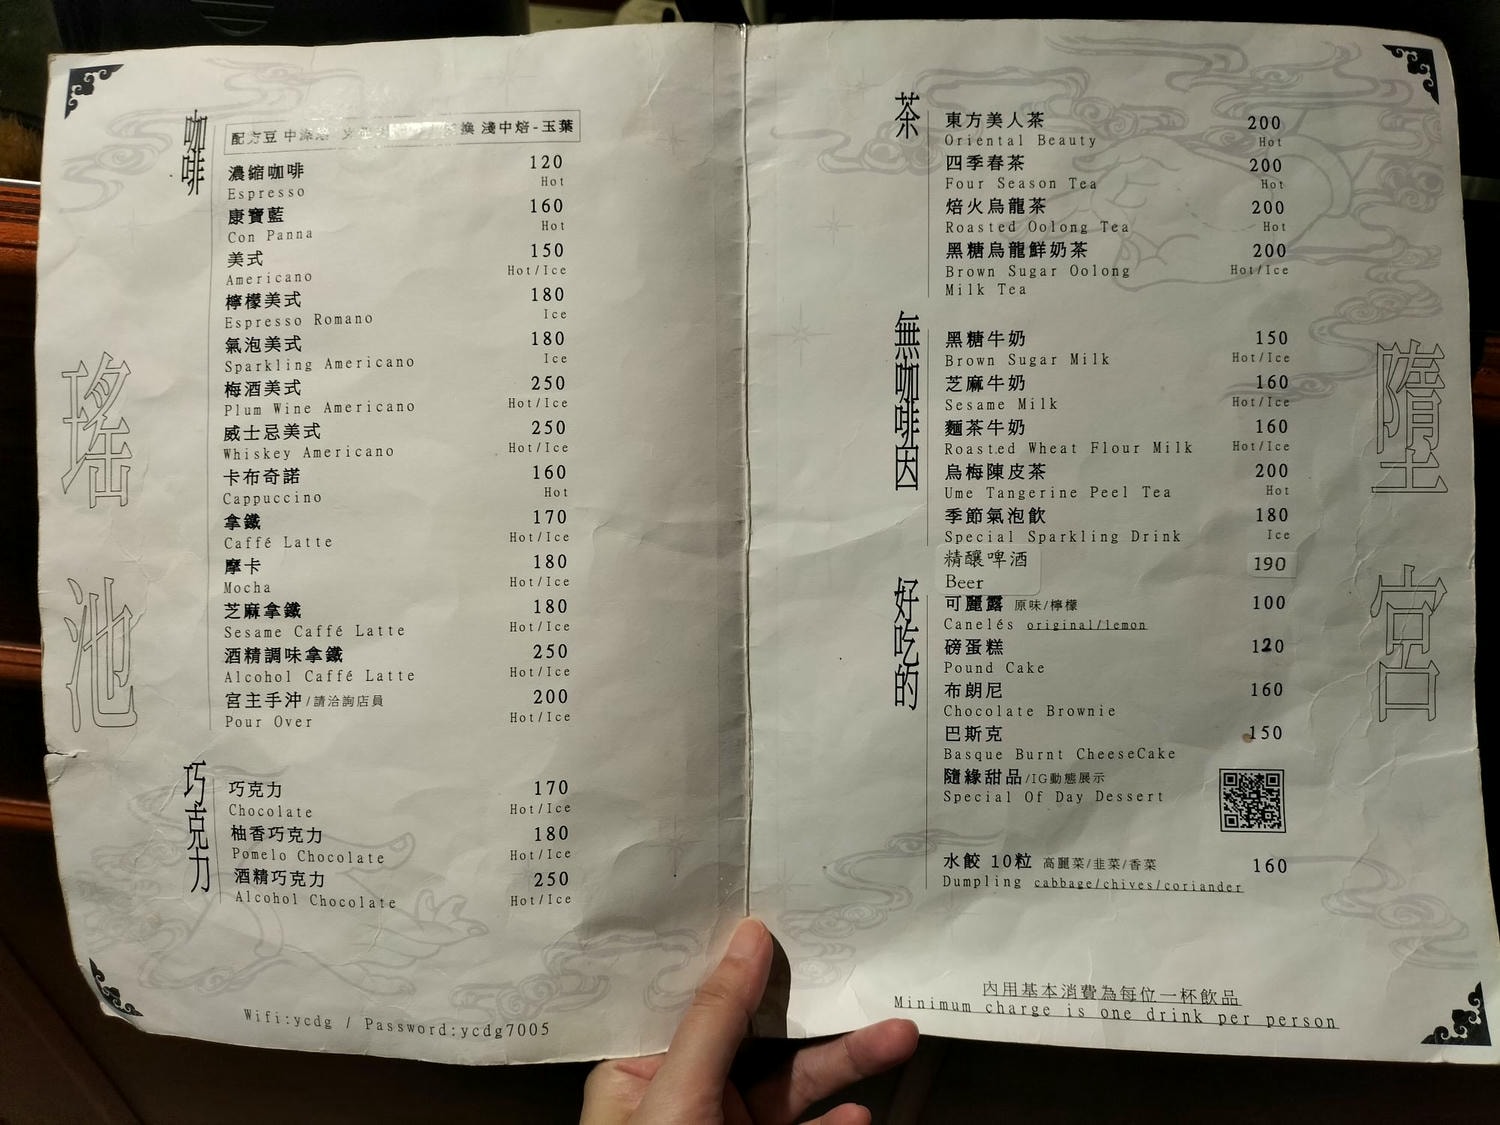 咖啡
配方豆 中深焙
換 淺中焙-玉葉
濃縮咖啡 120
Espresso Hot
康寶藍 160
Con Panna Hot
美式 150
Americano Hot/Ice
檸檬美式 180
Espresso Romano Ice
氣泡美式 180
Sparkling Americano Ice
梅酒美式 250
Plum Wine Americano Hot/Ice
威士忌美式 250
Whiskey Americano Hot/Ice
卡布奇諾 160
Cappuccino Hot
拿鐵 170
Caffé Latte Hot/Ice
摩卡 180
Mocha Hot/Ice
芝麻拿鐵 180
Sesame Caffé Latte Hot/Ice
酒精調味拿鐵 250
Alcohol Caffé Latte Hot/Ice
宮主手沖/請洽詢店員 200
Pour Over Hot/Ice
巧克力
巧克力 170
Chocolate Hot/Ice
柚香巧克力 180
Pomelo Chocolate Hot/Ice
酒精巧克力 250
Alcohol Chocolate Hot/Ice
瑤池
Wifi:ycdg / Password:ycdg7005
茶
東方美人茶 200
Oriental Beauty Hot
四季春茶 200
Four Season Tea Hot
焙火烏龍茶 200
Roasted Oolong Tea Hot
黑糖烏龍鮮奶茶 200
Brown Sugar Oolong Hot/Ice
Milk Tea
無咖啡因
黑糖牛奶 150
Brown Sugar Milk Hot/Ice
芝麻牛奶 160
Sesame Milk Hot/Ice
麵茶牛奶 160
Roasted Wheat Flour Milk Hot/Ice
烏梅陳皮茶 200
Ume Tangerine Peel Tea Hot
季節氣泡飲 180
Special Sparkling Drink Ice
精釀啤酒 190
Beer
好吃的
可麗露 原味/檸檬 100
Canelés original/lemon
磅蛋糕 120
Pound Cake
布朗尼 160
Chocolate Brownie
巴斯克 150
Basque Burnt CheeseCake
隨緣甜品/IG動態展示
Special Of Day Dessert
水餃 10粒 高麗菜/韭菜/香菜 160
Dumpling cabbage/chives/coriander
墮宮
內用基本消費為每位一杯飲品
Minimum charge is one drink per person